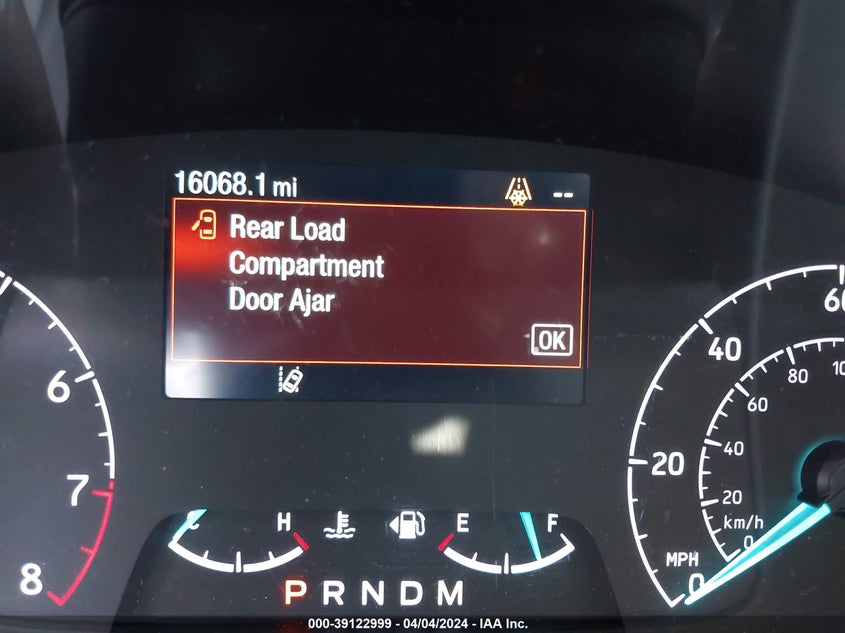 16068.1 mi --
Rear Load
Compartment
Door Ajar
OK
6
7
8
H
E
F
P R N D M
60
40
20
MPH
0
80
60
40
20
km/h
0
000-39122999 - 04/04/2024 - IAA Inc.